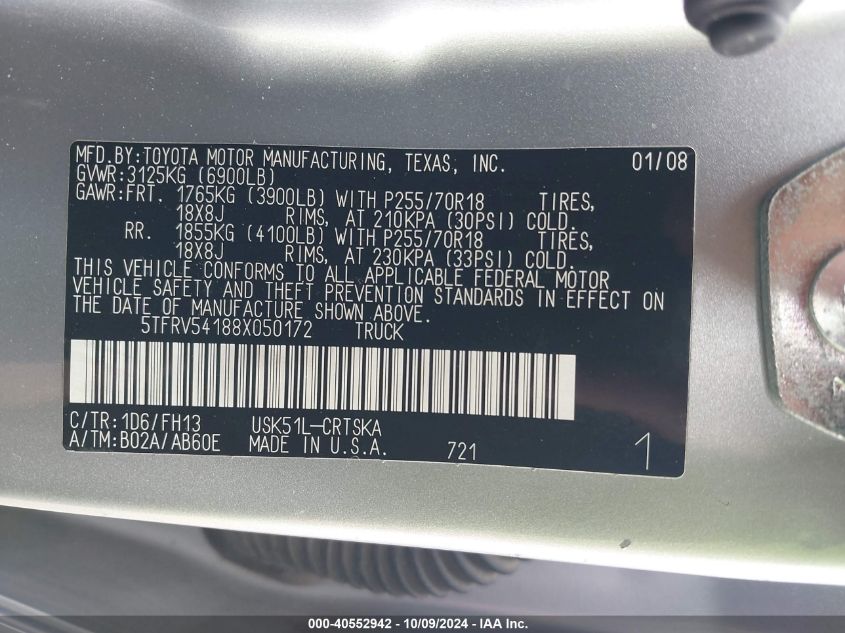 MFD.BY:TOYOTA MOTOR MANUFACTURING, TEXAS, INC. 01/08
GVWR:3125KG (6900LB)
GAWR:FRT. 1765KG (3900LB) WITH P255/70R18 TIRES,
18X8J RIMS, AT 210KPA (30PSI) COLD.
RR. 1855KG (4100LB) WITH P255/70R18 TIRES,
18X8J RIMS, AT 230KPA (33PSI) COLD.
THIS VEHICLE CONFORMS TO ALL APPLICABLE FEDERAL MOTOR
VEHICLE SAFETY AND THEFT PREVENTION STANDARDS IN EFFECT ON
THE DATE OF MANUFACTURE SHOWN ABOVE.
5TFRV54188X050172 TRUCK
C/TR:1D6/FH13 USK51L-CRTSKA
A/TM:B02A/AB60E MADE IN U.S.A. 721 1
000-40552942 - 10/09/2024 - IAA Inc.